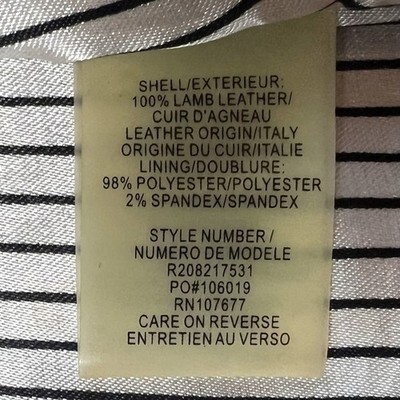 SHELL/EXTERIEUR:
100% LAMB LEATHER/
CUIR D'AGNEAU
LEATHER ORIGIN/ITALY
ORIGINE DU CUIR/ITALIE
LINING/DOUBLURE:
98% POLYESTER/POLYESTER
2% SPANDEX/SPANDEX
STYLE NUMBER /
NUMERO DE MODELE
R208217531
PO#106019
RN107677
CARE ON REVERSE
ENTRETIEN AU VERSO